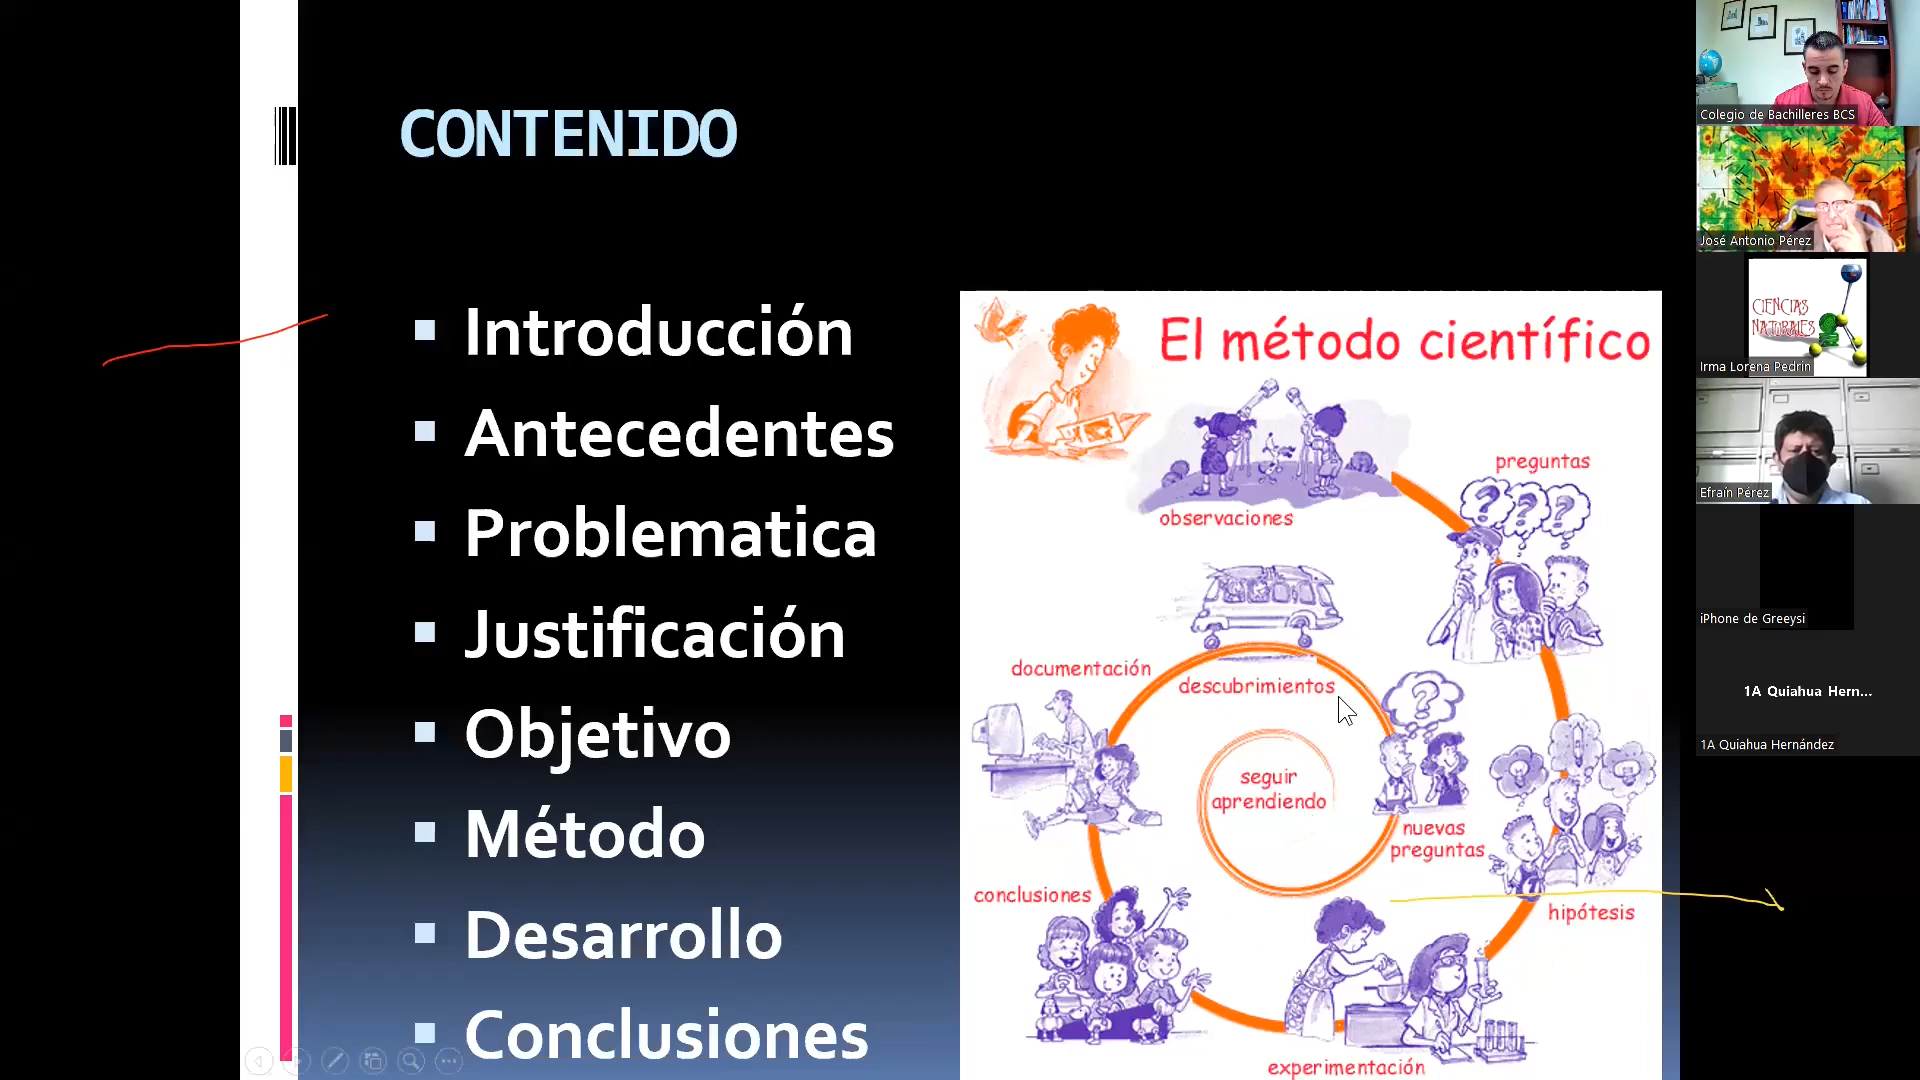 CONTENIDO
Introducción
Antecedentes
Problematica
Justificación
Objetivo
Método
Desarrollo
Conclusiones
El método científico
observaciones
preguntas
???
documentación
descubrimientos
?
seguir
aprendiendo
nuevas
preguntas
conclusiones
hipótesis
experimentación
Colegio de Bachilleres BCS
José Antonio Pérez
CIENCIAS
NATURALES
Irma Lorena Pedrín
Efraín Pérez
iPhone de Greeysi
1A Quiahua Hern...
1A Quiahua Hernández